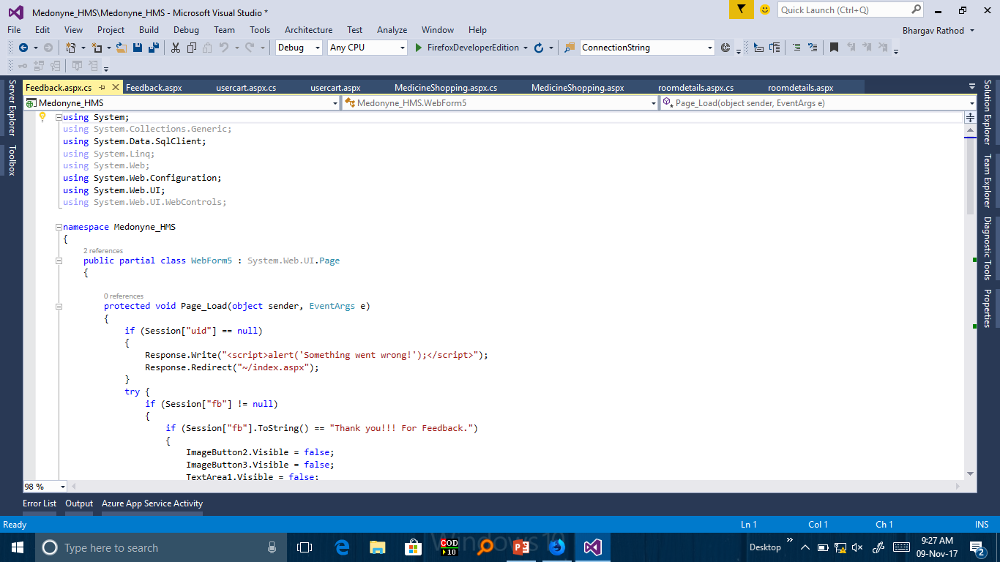 Medonyne_HMS\Medonyne_HMS - Microsoft Visual Studio *
Quick Launch (Ctrl+Q)
File Edit View Project Build Debug Team Tools Architecture Test Analyze Window Help
Bhargav Rathod
Debug Any CPU FirefoxDeveloperEdition ConnectionString
Feedback.aspx.cs Feedback.aspx usercart.aspx.cs usercart.aspx MedicineShopping.aspx.cs MedicineShopping.aspx roomdetails.aspx.cs roomdetails.aspx
Medonyne_HMS Medonyne_HMS.WebForm5 Page_Load(object sender, EventArgs e)
Server Explorer
Toolbox
using System;
using System.Collections.Generic;
using System.Data.SqlClient;
using System.Linq;
using System.Web;
using System.Web.Configuration;
using System.Web.UI;
using System.Web.UI.WebControls;
namespace Medonyne_HMS
{
2 references
public partial class WebForm5 : System.Web.UI.Page
{
0 references
protected void Page_Load(object sender, EventArgs e)
{
if (Session["uid"] == null)
{
Response.Write("<script>alert('Something went wrong!');</script>");
Response.Redirect("~/index.aspx");
}
try {
if (Session["fb"] != null)
{
if (Session["fb"].ToString() == "Thank you!!! For Feedback.")
{
ImageButton2.Visible = false;
ImageButton3.Visible = false;
TextArea1.Visible = false;
Solution Explorer
Team Explorer
Diagnostic Tools
Properties
98 %
Error List Output Azure App Service Activity
Ready Ln 1 Col 1 Ch 1 INS
Type here to search
COD
10
Windows 10
Desktop
9:27 AM
09-Nov-17
2